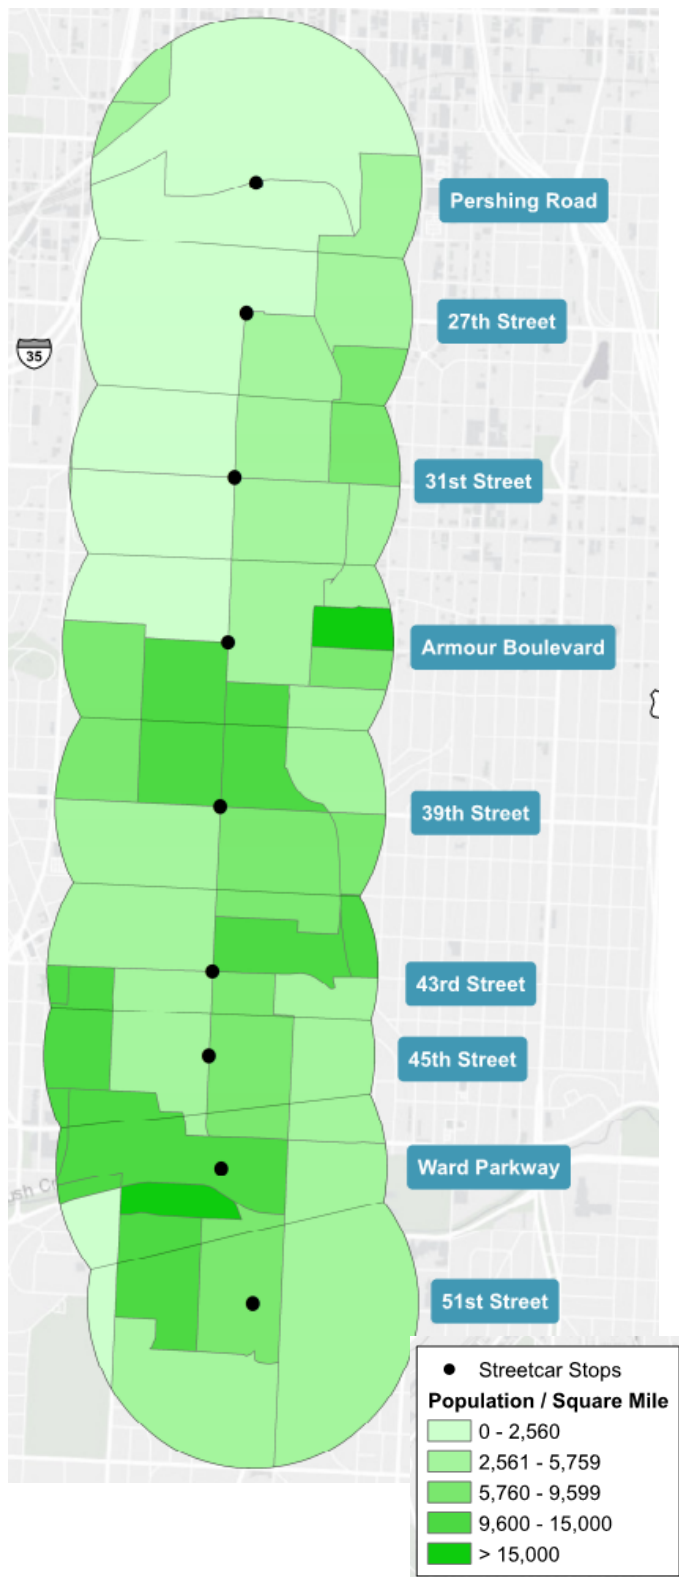 Pershing Road
27th Street
35
31st Street
Armour Boulevard
39th Street
43rd Street
45th Street
Ward Parkway
51st Street
Streetcar Stops
Population / Square Mile
0 - 2,560
2,561 - 5,759
5,760 - 9,599
9,600 - 15,000
> 15,000